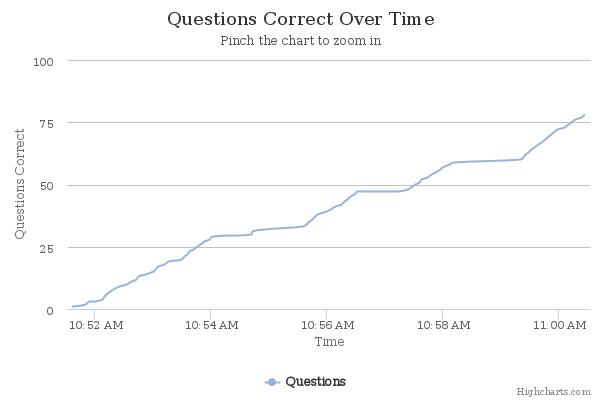 Questions Correct Over Time
Pinch the chart to zoom in
Questions Correct
100
75
50
25
0
10:52 AM
10:54 AM
10:56 AM
10:58 AM
11:00 AM
Time
Questions
Highcharts.com